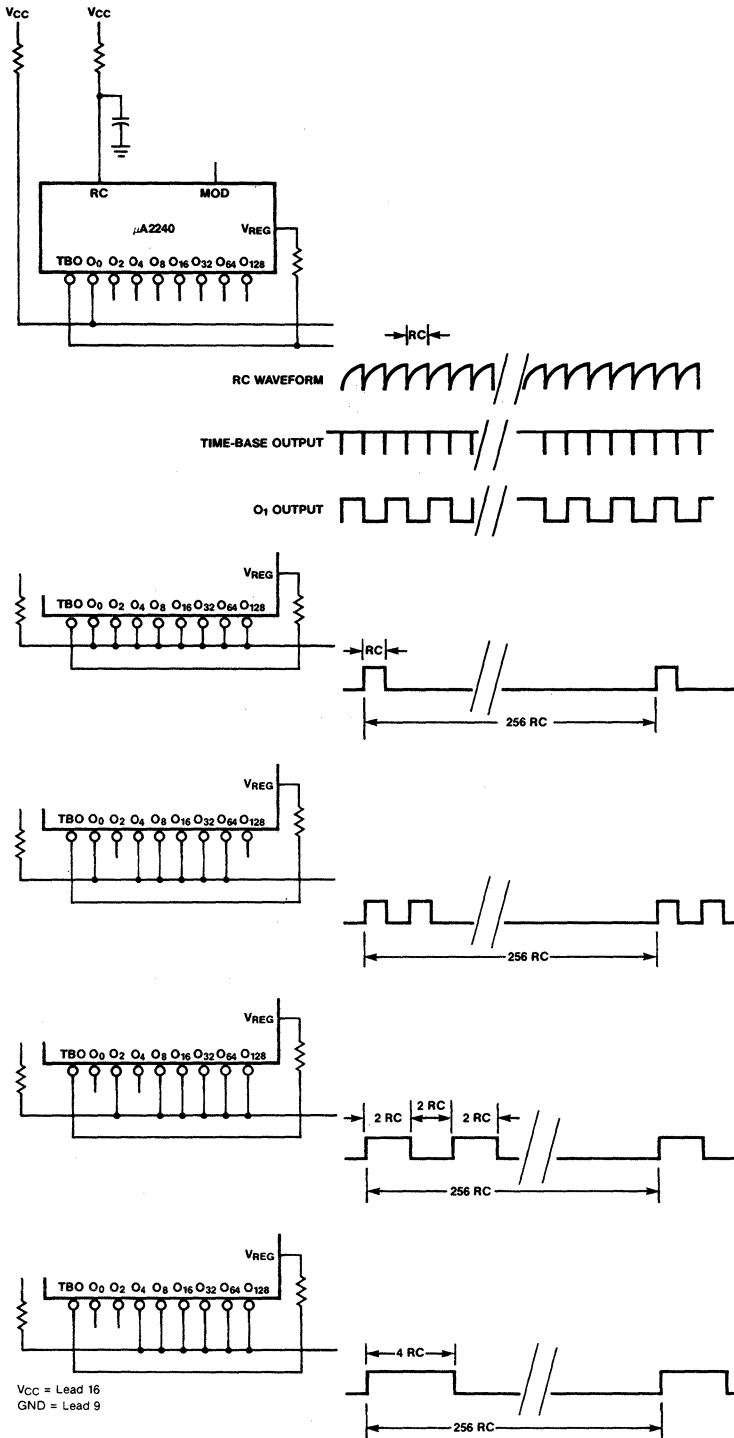 VCC VCC
RC MOD
µA2240
VREG
TBO O0 O2 O4 O8 O16 O32 O64 O128
RC
RC WAVEFORM
TIME-BASE OUTPUT
O1 OUTPUT
VREG
TBO O0 O2 O4 O8 O16 O32 O64 O128
RC
256 RC
VREG
TBO O0 O2 O4 O8 O16 O32 O64 O128
256 RC
VREG
TBO O0 O2 O4 O8 O16 O32 O64 O128
2 RC 2 RC 2 RC
256 RC
VREG
TBO O0 O2 O4 O8 O16 O32 O64 O128
4 RC
256 RC
VCC = Lead 16
GND = Lead 9